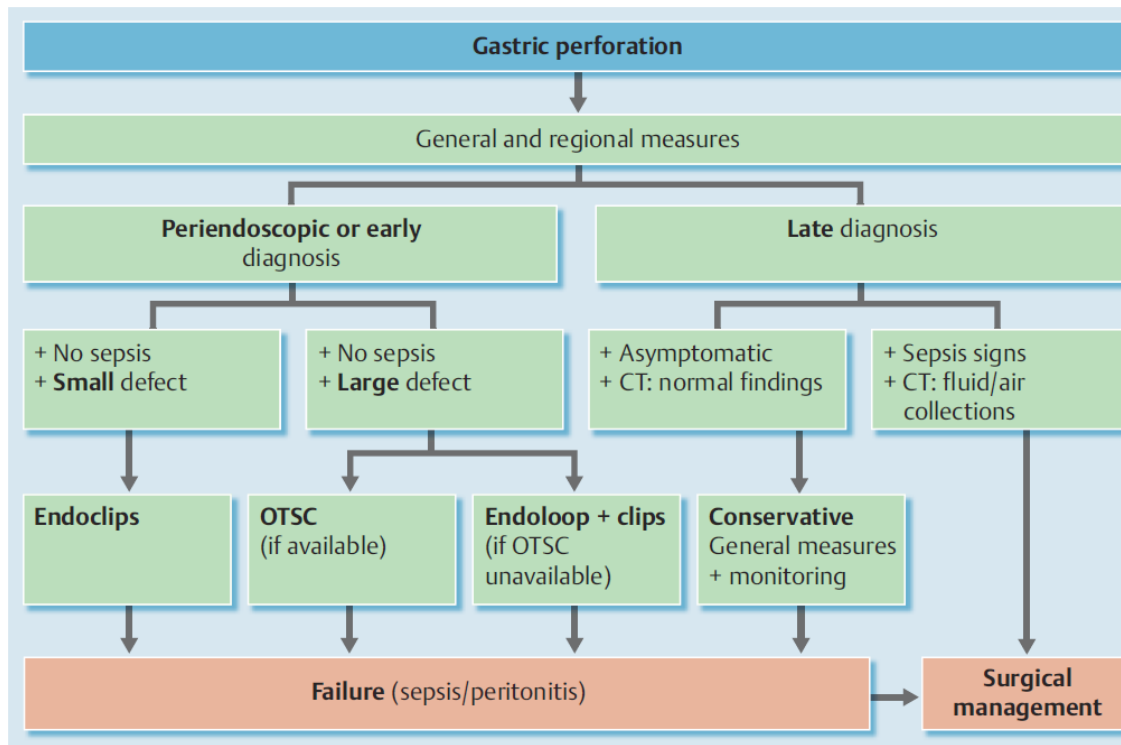 Gastric perforation
General and regional measures
Periendoscopic or early
diagnosis
Late diagnosis
+ No sepsis
+ Small defect
+ No sepsis
+ Large defect
+ Asymptomatic
+ CT: normal findings
+ Sepsis signs
+ CT: fluid/air
collections
Endoclips
OTSC
(if available)
Endoloop + clips
(if OTSC
unavailable)
Conservative
General measures
+ monitoring
Failure (sepsis/peritonitis)
Surgical
management